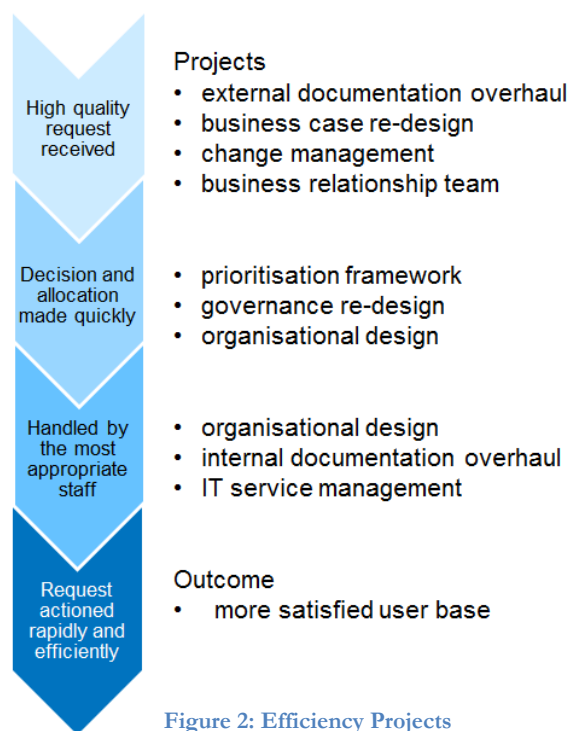 Projects
High quality
request
received
• external documentation overhaul
• business case re-design
• change management
• business relationship team
Decision and
allocation
made quickly
• prioritisation framework
• governance re-design
• organisational design
Handled by
the most
appropriate
staff
• organisational design
• internal documentation overhaul
• IT service management
Request
actioned
rapidly and
efficiently
Outcome
• more satisfied user base
Figure 2: Efficiency Projects